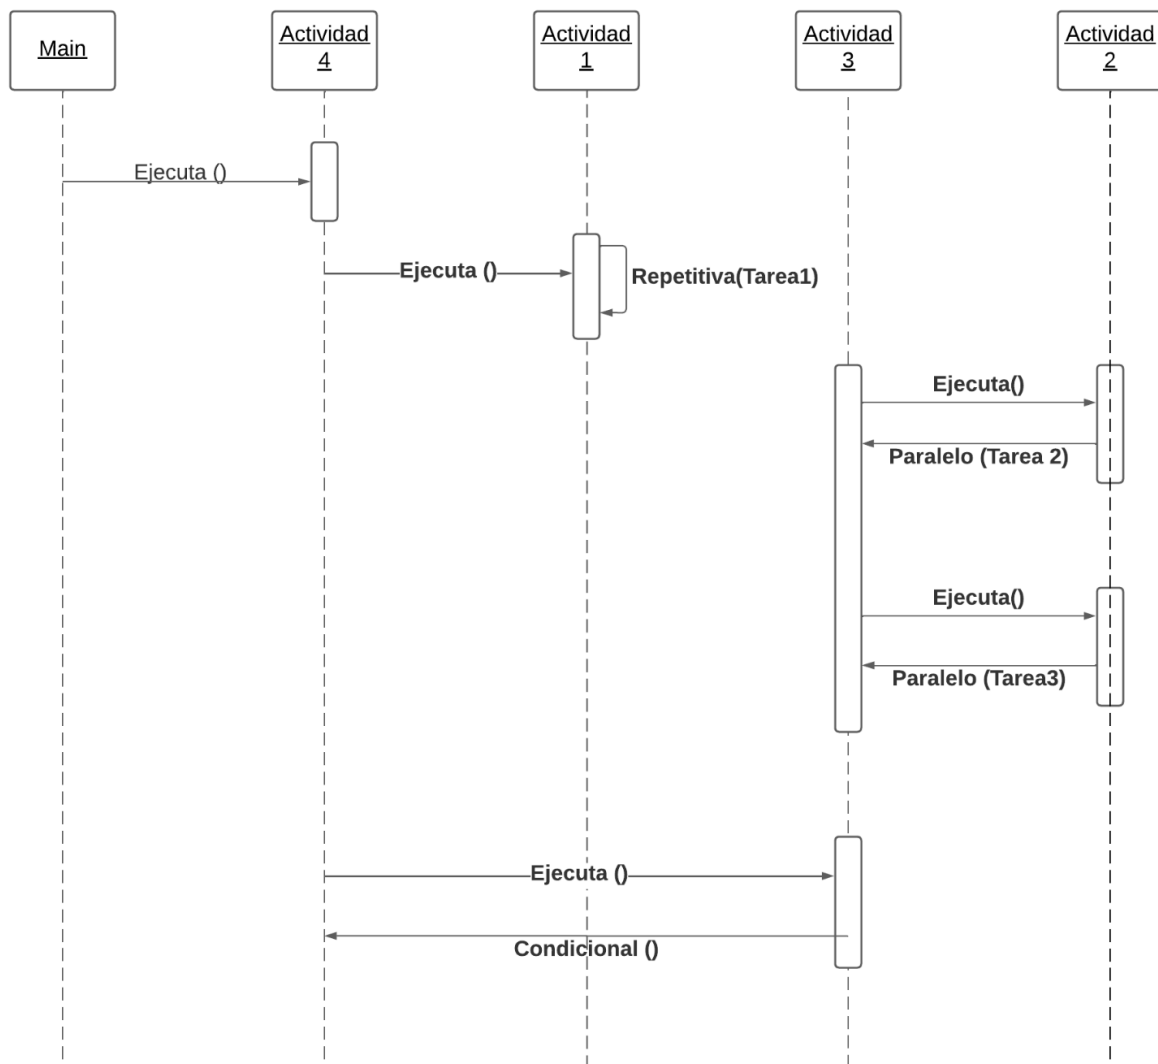 Main
Actividad
4
Actividad
1
Actividad
3
Actividad
2
Ejecuta ()
Ejecuta ()
Repetitiva(Tarea1)
Ejecuta()
Paralelo (Tarea 2)
Ejecuta()
Paralelo (Tarea3)
Ejecuta ()
Condicional ()